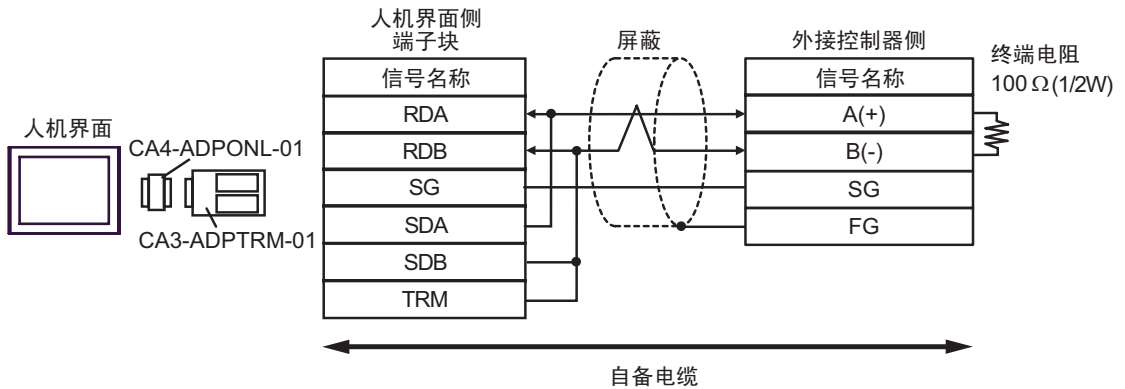 人机界面
CA4-ADPONL-01
CA3-ADPTRM-01
人机界面侧
端子块
信号名称
RDA
RDB
SG
SDA
SDB
TRM
屏蔽
外接控制器侧
信号名称
A(+)
B(-)
SG
FG
终端电阻
100 Ω(1/2W)
自备电缆